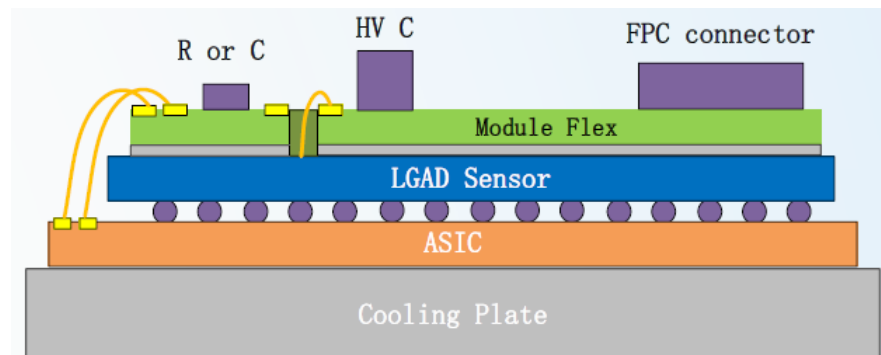 R or C
HV C
FPC connector
Module Flex
LGAD Sensor
ASIC
Cooling Plate